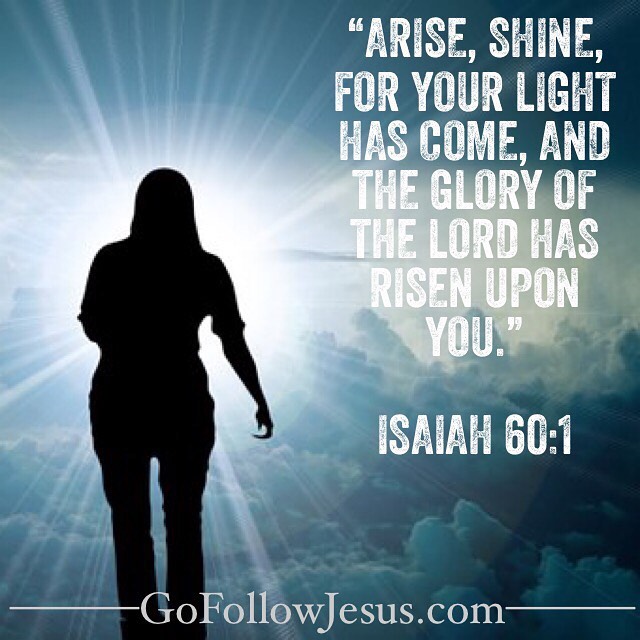 “ARISE, SHINE,
FOR YOUR LIGHT
HAS COME, AND
THE GLORY OF
THE LORD HAS
RISEN UPON
YOU.”
ISAIAH 60:1
GoFollowJesus.com